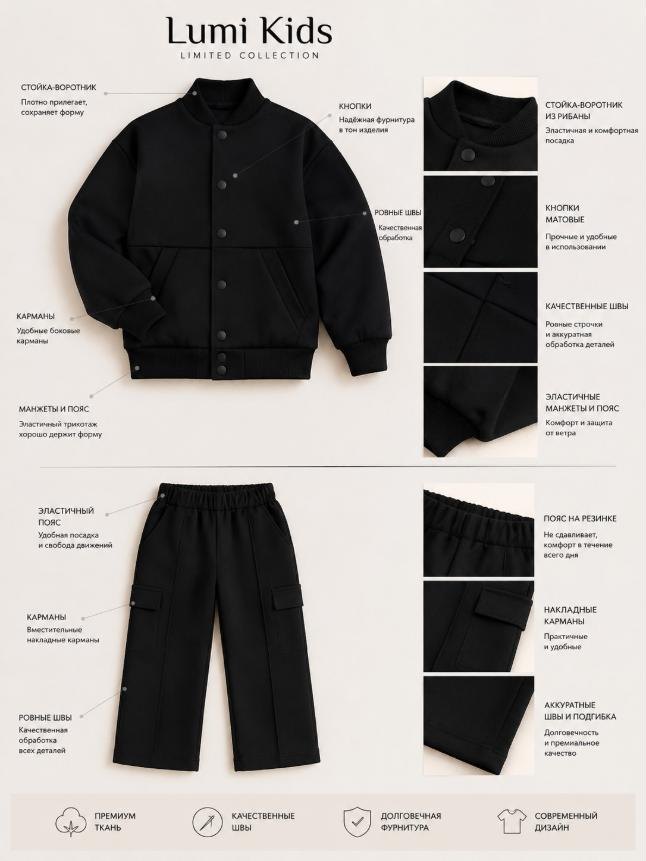 Lumi Kids
LIMITED COLLECTION
СТОЙКА-ВОРОТНИК
Плотно прилегает,
сохраняет форму
КНОПКИ
Надёжная фурнитура
в тон изделия
РОВНЫЕ ШВЫ
Качественная
обработка
КАРМАНЫ
Удобные боковые
карманы
МАНЖЕТЫ И ПОЯС
Эластичный трикотаж
хорошо держит форму
СТОЙКА-ВОРОТНИК
ИЗ РИБАНЫ
Эластичная и комфортная
посадка
КНОПКИ
МАТОВЫЕ
Прочные и удобные
в использовании
КАЧЕСТВЕННЫЕ ШВЫ
Ровные строчки
и аккуратная
обработка деталей
ЭЛАСТИЧНЫЕ
МАНЖЕТЫ И ПОЯС
Комфорт и защита
от ветра
ЭЛАСТИЧНЫЙ
ПОЯС
Удобная посадка
и свобода движений
КАРМАНЫ
Вместительные
накладные карманы
РОВНЫЕ ШВЫ
Качественная
обработка
всех деталей
ПОЯС НА РЕЗИНКЕ
Не сдавливает,
комфорт в течение
всего дня
НАКЛАДНЫЕ
КАРМАНЫ
Практичные
и удобные
АККУРАТНЫЕ
ШВЫ И ПОДГИБКА
Долговечность
и премиальное
качество
ПРЕМИУМ
ТКАНЬ
КАЧЕСТВЕННЫЕ
ШВЫ
ДОЛГОВЕЧНАЯ
ФУРНИТУРА
СОВРЕМЕННЫЙ
ДИЗАЙН